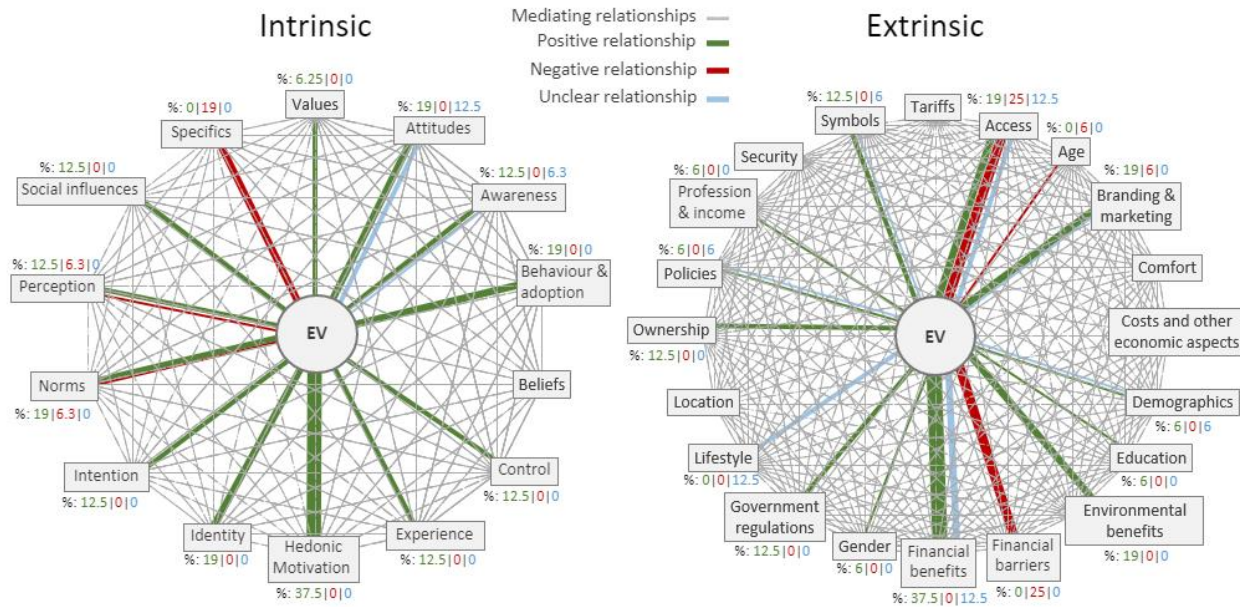 Intrinsic
Mediating relationships
Positive relationship
Negative relationship
Unclear relationship
Extrinsic
%: 6.25|0|0
Values
%: 19|0|12.5
Attitudes
%: 12.5|0|6.3
Awareness
%: 19|0|0
Behaviour &
adoption
Beliefs
Control
%: 12.5|0|0
Experience
%: 12.5|0|0
Hedonic
Motivation
%: 37.5|0|0
Identity
%: 19|0|0
Intention
%: 12.5|0|0
Norms
%: 19|6.3|0
%: 12.5|6.3|0
Perception
%: 12.5|0|0
Social influences
%: 0|19|0
Specifics
EV
Tariffs
%: 19|25|12.5
Access
%: 0|6|0
Age
%: 19|6|0
Branding &
marketing
Comfort
Costs and other
economic aspects
Demographics
%: 6|0|6
Education
%: 6|0|0
Environmental
benefits
%: 19|0|0
Financial
barriers
%: 0|25|0
Financial
benefits
%: 37.5|0|12.5
Gender
%: 6|0|0
Government
regulations
%: 12.5|0|0
Lifestyle
%: 0|0|12.5
Location
Ownership
%: 12.5|0|0
%: 6|0|6
Policies
%: 6|0|0
Profession
& income
Security
%: 12.5|0|6
Symbols
EV